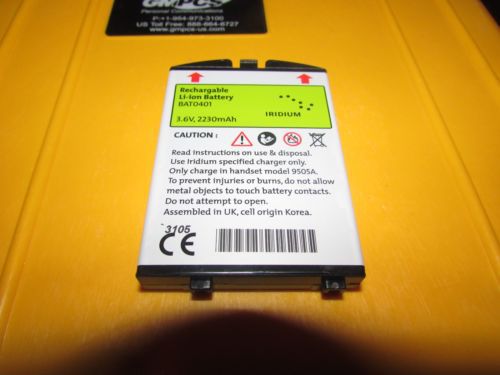 GMPCS
Personal Communications
P:+1-954-973-3100
US Toll Free: 888-664-6727
www.gmpcs-us.com
Rechargable
Li-ion Battery
BAT0401
3.6V, 2230mAh
IRIDIUM
CAUTION :
Read instructions on use & disposal.
Use Iridium specified charger only.
Only charge in handset model 9505A.
To prevent injuries or burns, do not allow
metal objects to touch battery contacts.
Do not attempt to open.
Assembled in UK, cell origin Korea.
3105
CE